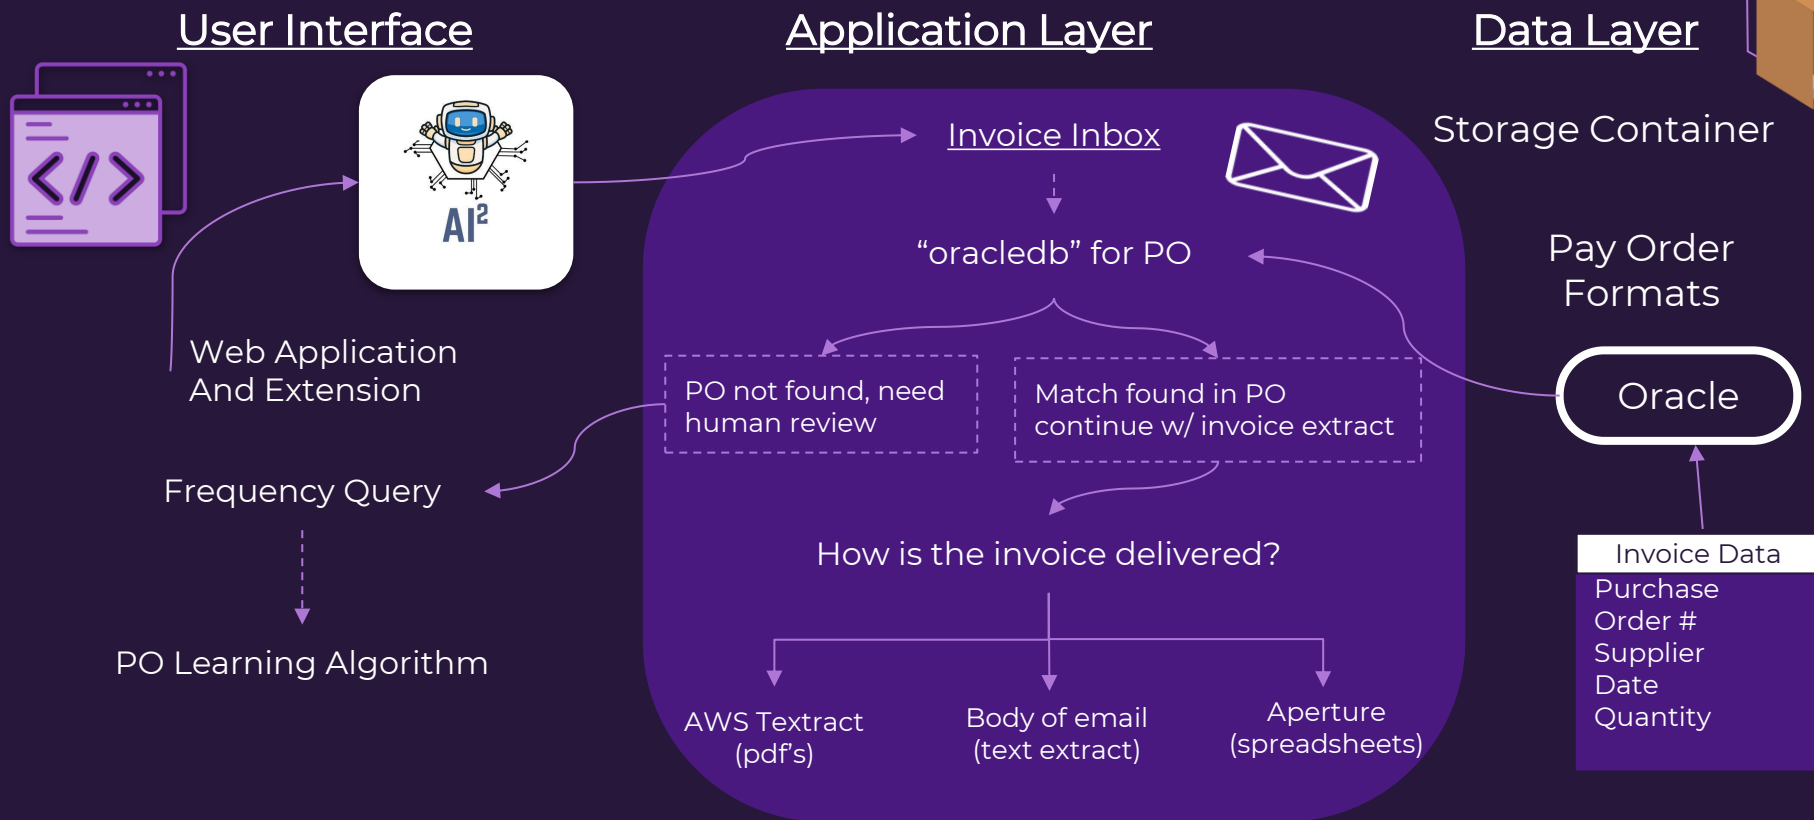 User Interface
Application Layer
Data Layer
</>
AI²
Web Application
And Extension
Frequency Query
PO Learning Algorithm
Invoice Inbox
“oracledb” for PO
PO not found, need
human review
Match found in PO
continue w/ invoice extract
How is the invoice delivered?
AWS Textract
(pdf’s)
Body of email
(text extract)
Aperture
(spreadsheets)
Storage Container
Pay Order
Formats
Oracle
Invoice Data
Purchase
Order #
Supplier
Date
Quantity